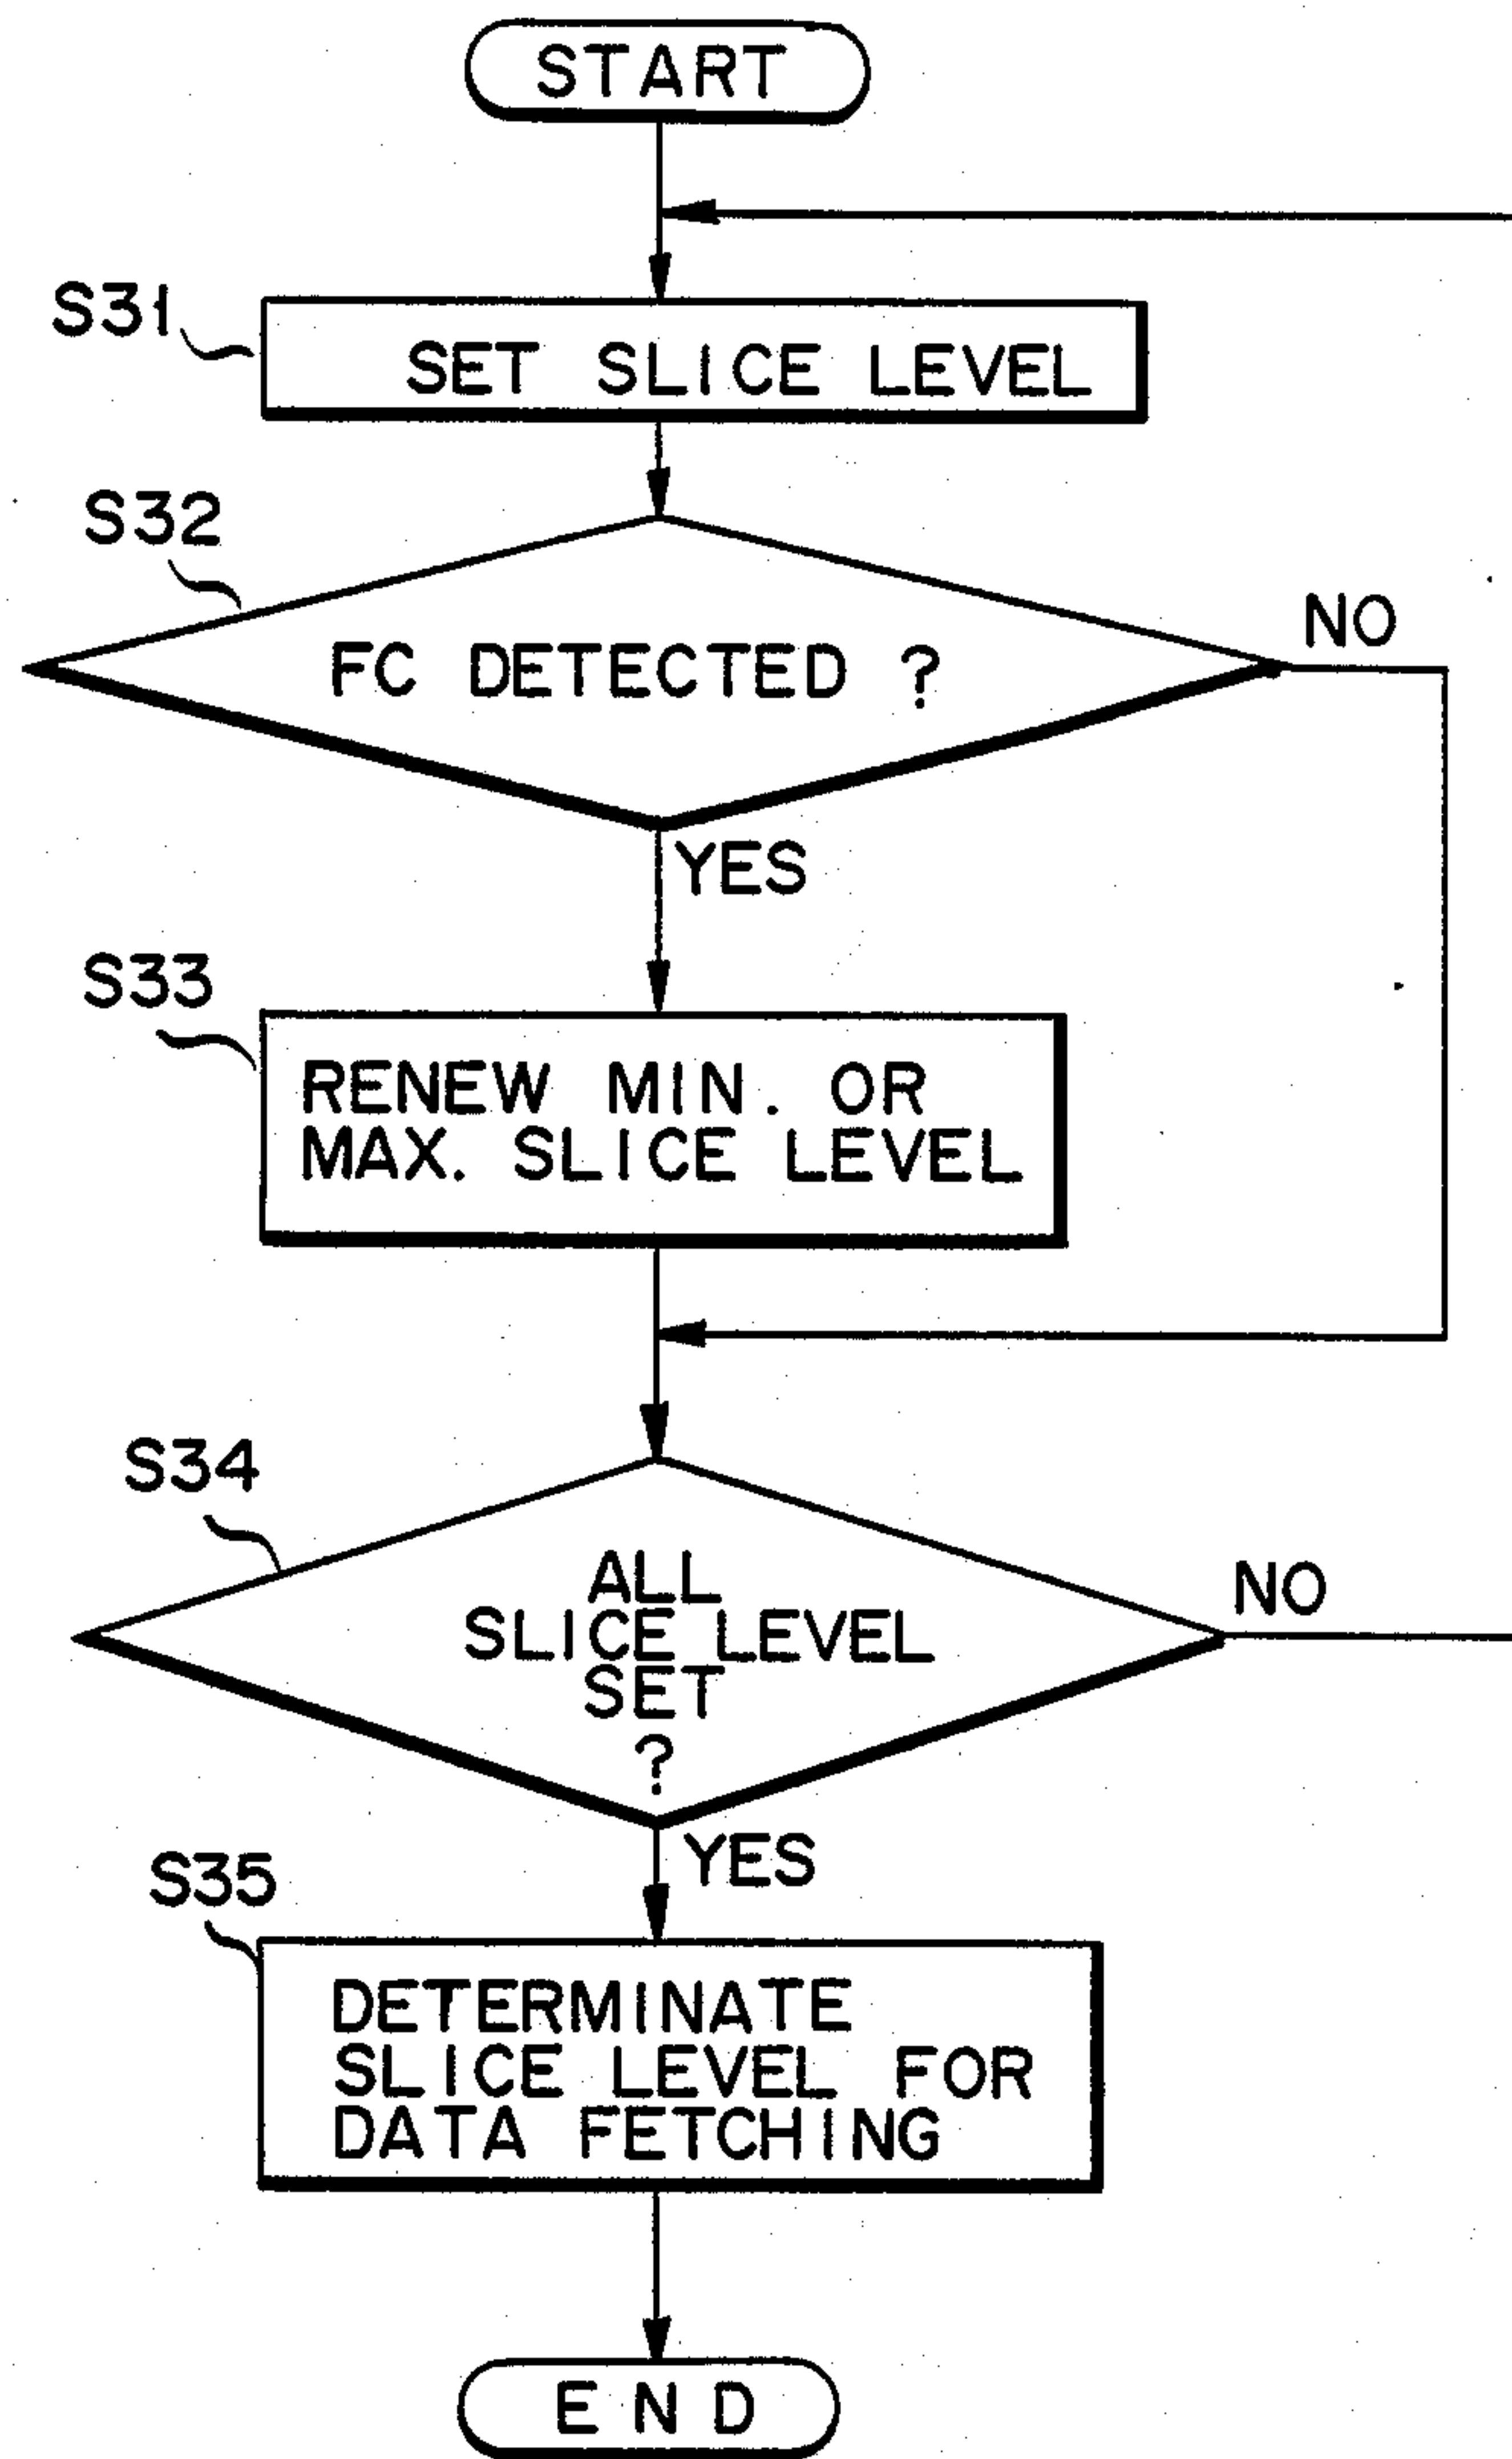 START
S31
SET SLICE LEVEL
S32
FC DETECTED ?
NO
YES
S33
RENEW MIN. OR
MAX. SLICE LEVEL
S34
ALL
SLICE LEVEL
SET
?
NO
YES
S35
DETERMINATE
SLICE LEVEL FOR
DATA FETCHING
END